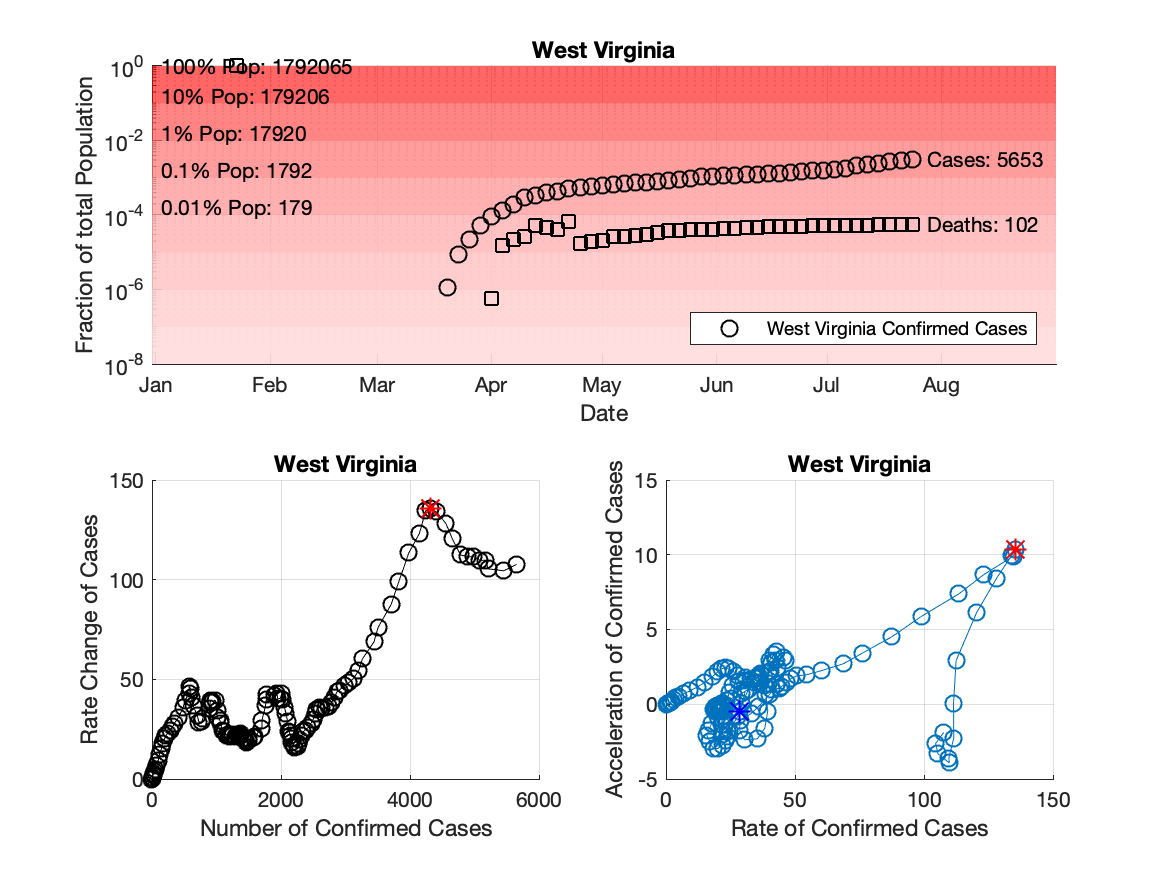 West Virginia
10^0
10^-2
10^-4
10^-6
10^-8
Fraction of total Population
100% Pop: 1792065
10% Pop: 179206
1% Pop: 17920
0.1% Pop: 1792
0.01% Pop: 179
Cases: 5653
Deaths: 102
West Virginia Confirmed Cases
Jan Feb Mar Apr May Jun Jul Aug
Date
West Virginia
150
100
50
0
Rate Change of Cases
0 2000 4000 6000
Number of Confirmed Cases
West Virginia
15
10
5
0
-5
Acceleration of Confirmed Cases
0 50 100 150
Rate of Confirmed Cases